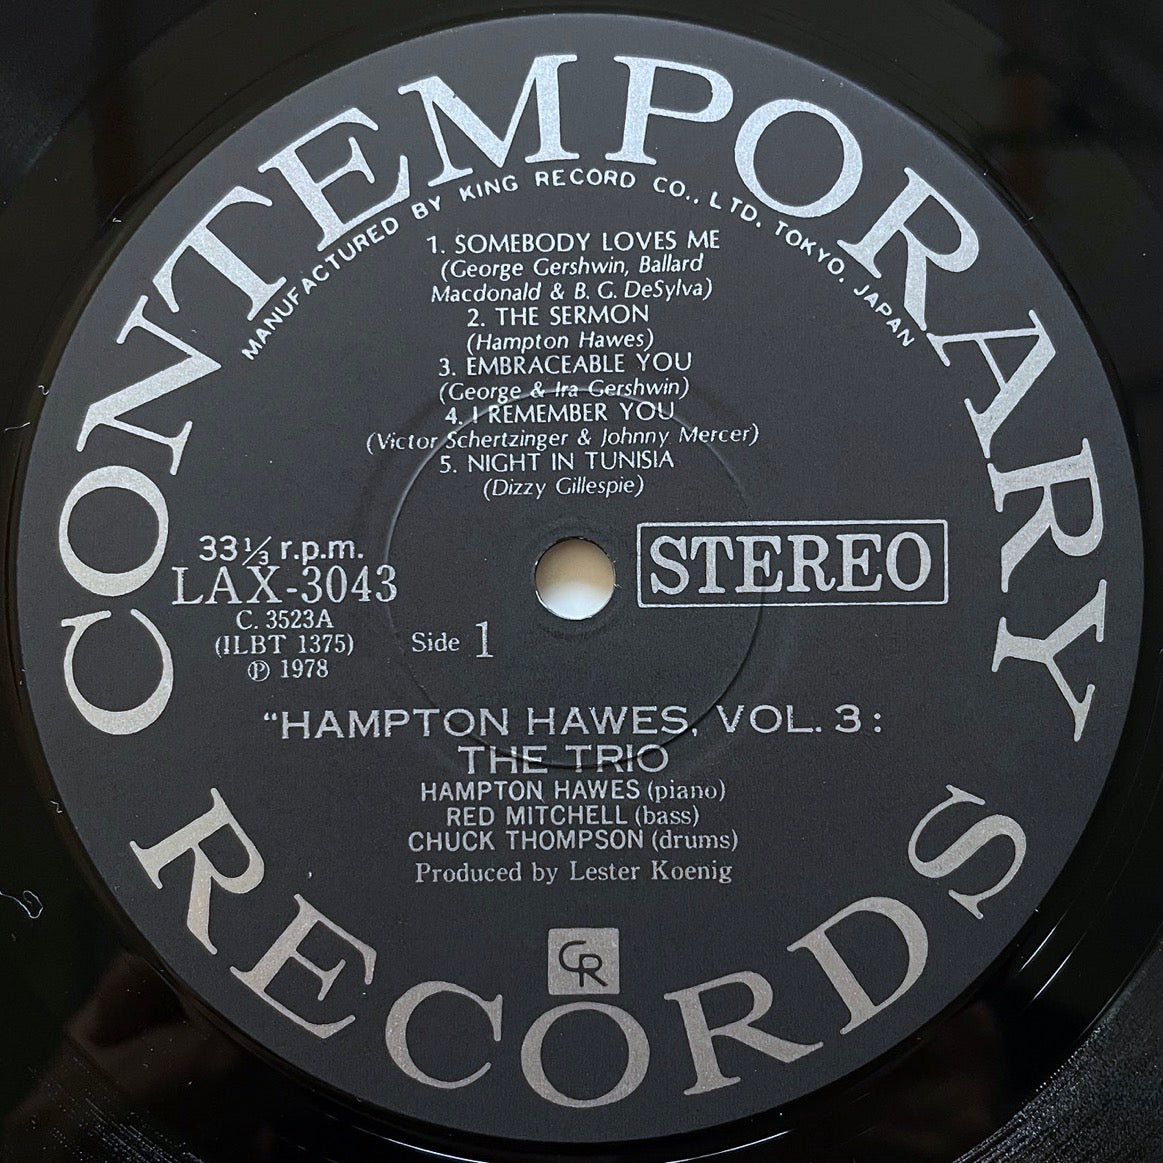 CONTEMPORARY
MANUFACTURED BY KING RECORD CO., LTD. TOKYO. JAPAN
1. SOMEBODY LOVES ME
(George Gershwin, Ballard
Macdonald & B. G. DeSylva)
2. THE SERMON
(Hampton Hawes)
3. EMBRACEABLE YOU
(George & Ira Gershwin)
4. I REMEMBER YOU
(Victor Schertzinger & Johnny Mercer)
5. NIGHT IN TUNISIA
(Dizzy Gillespie)
33⅓ r.p.m.
LAX-3043
C. 3523A
(ILBT 1375)
Ⓟ 1978
Side 1
STEREO
"HAMPTON HAWES, VOL. 3:
THE TRIO
HAMPTON HAWES (piano)
RED MITCHELL (bass)
CHUCK THOMPSON (drums)
Produced by Lester Koenig
CR
RECORDS